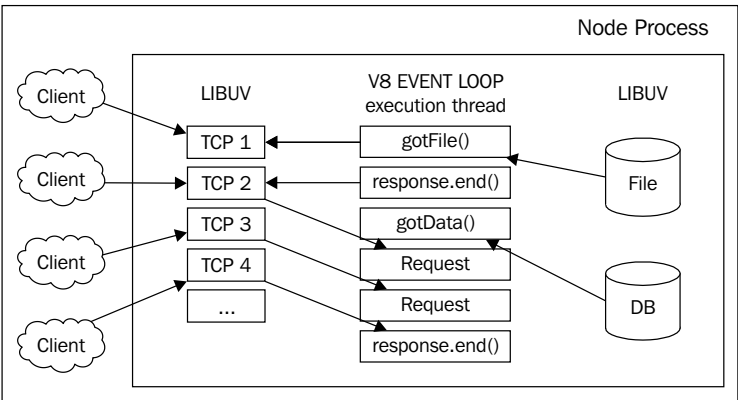 Node Process
LIBUV
V8 EVENT LOOP
execution thread
LIBUV
Client
Client
Client
Client
TCP 1
TCP 2
TCP 3
TCP 4
...
gotFile()
response.end()
gotData()
Request
Request
response.end()
File
DB